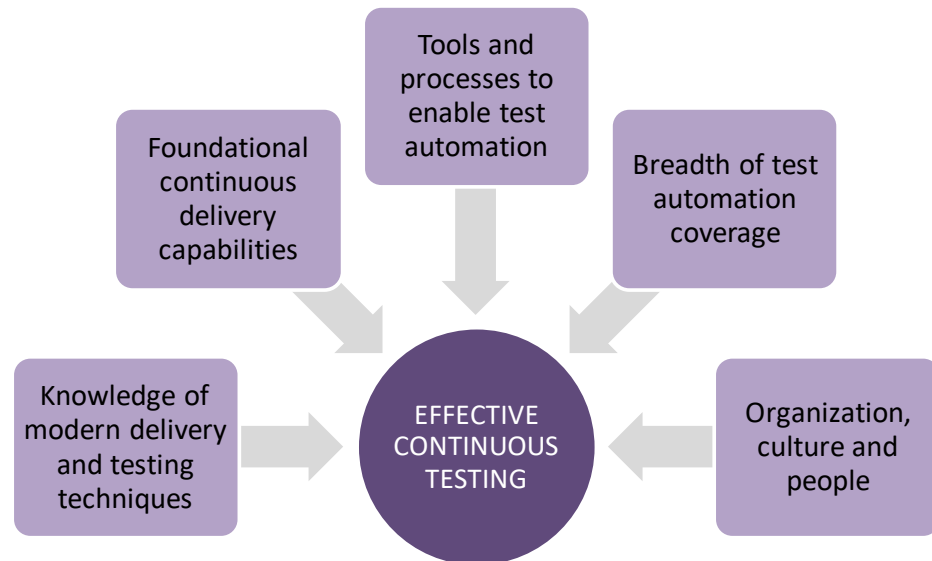 Tools and
processes to
enable test
automation
Foundational
continuous
delivery
capabilities
Breadth of test
automation
coverage
Knowledge of
modern delivery
and testing
techniques
EFFECTIVE
CONTINUOUS
TESTING
Organization,
culture and
people